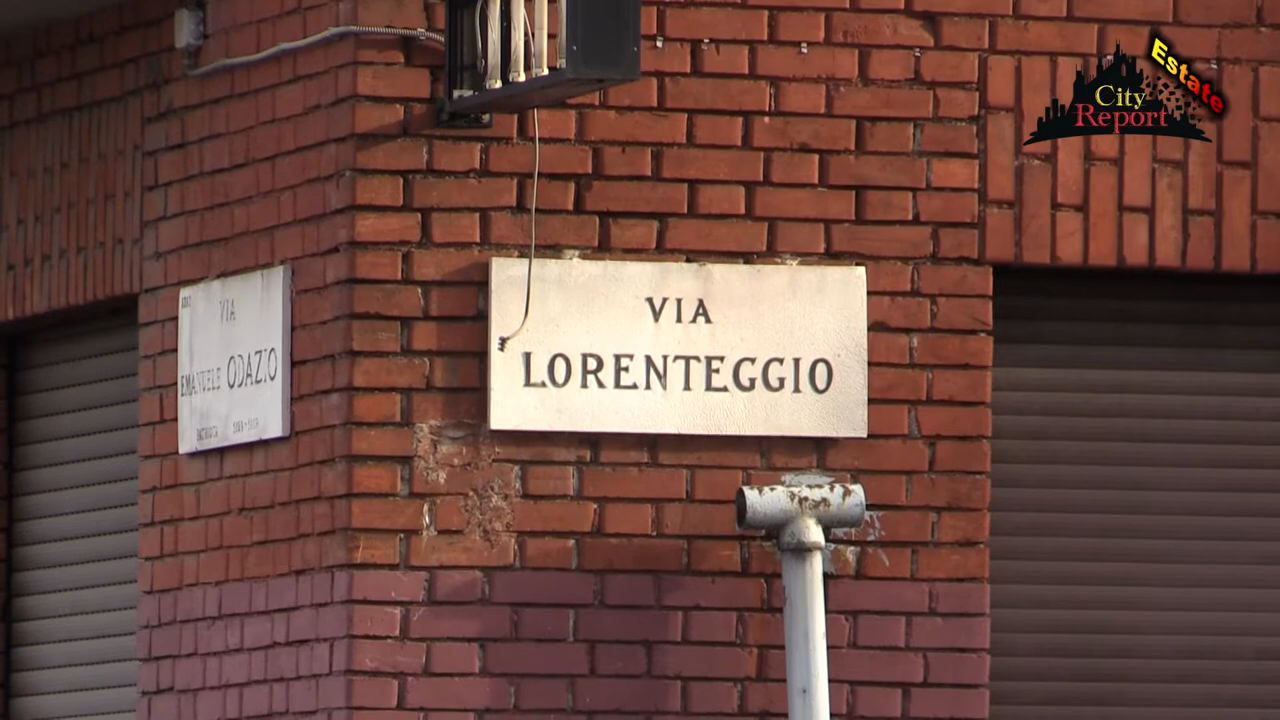 VIA
EMANUELE ODAZIO
VIA
LORENTEGGIO
City
Report
Estate